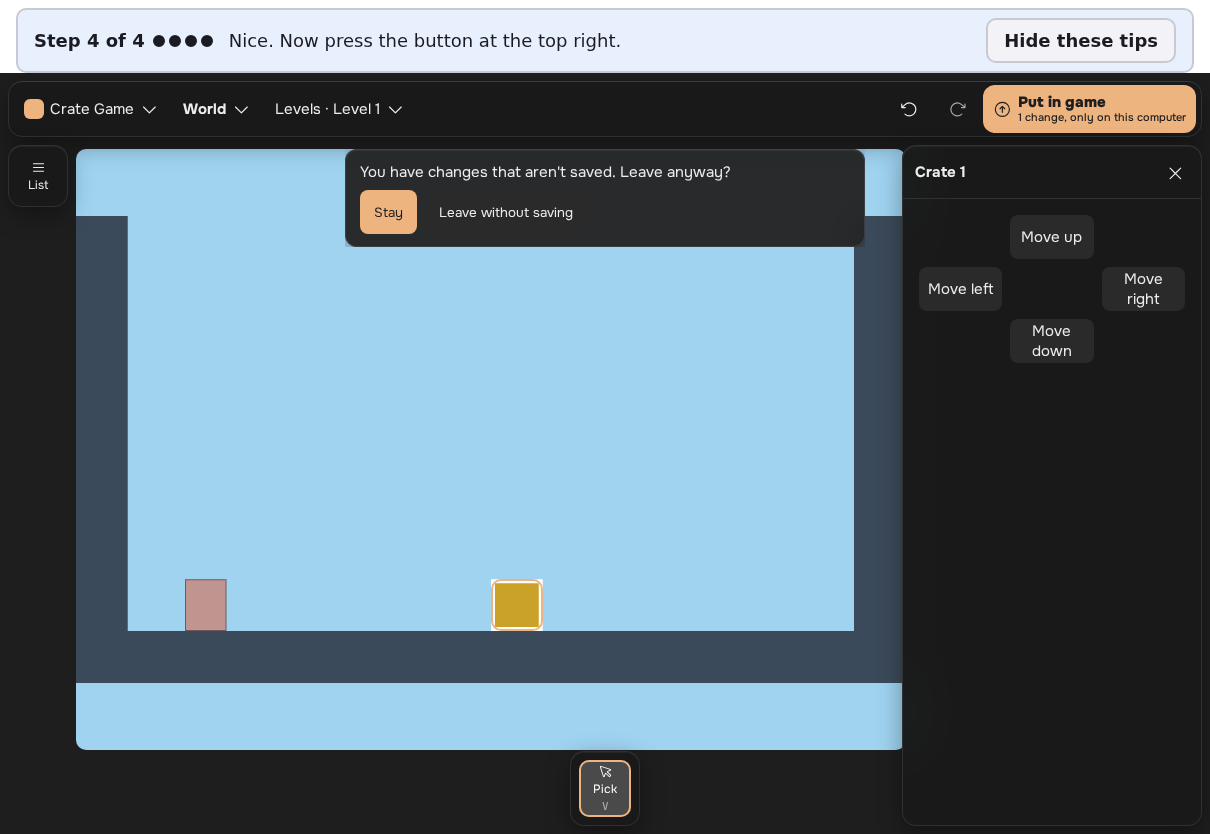 Step 4 of 4 ●●●● Nice. Now press the button at the top right.
Hide these tips
Crate Game
World
Levels · Level 1
Put in game
1 change, only on this computer
List
You have changes that aren't saved. Leave anyway?
Stay
Leave without saving
Crate 1
Move up
Move left
Move
right
Move
down
Pick
V